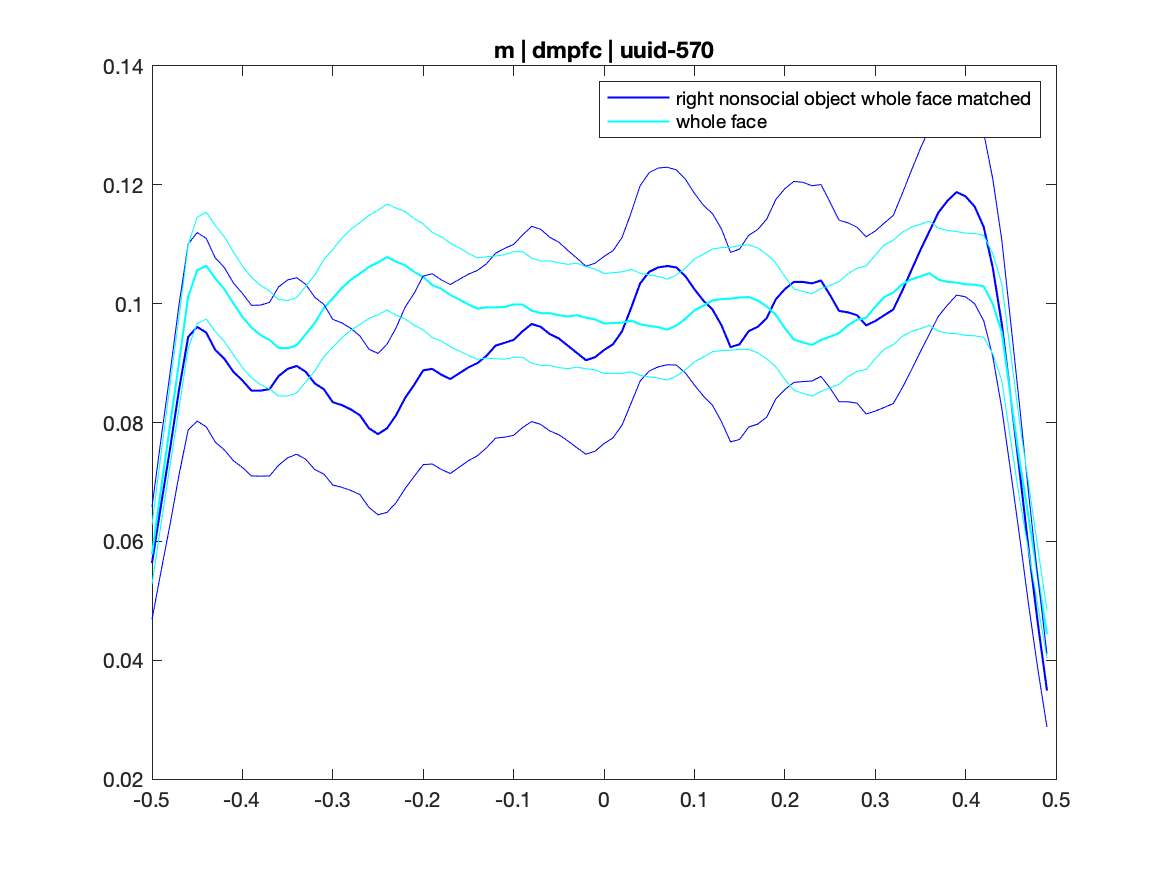 m | dmpfc | uuid-570
right nonsocial object whole face matched
whole face
0.14
0.12
0.1
0.08
0.06
0.04
0.02
-0.5 -0.4 -0.3 -0.2 -0.1 0 0.1 0.2 0.3 0.4 0.5